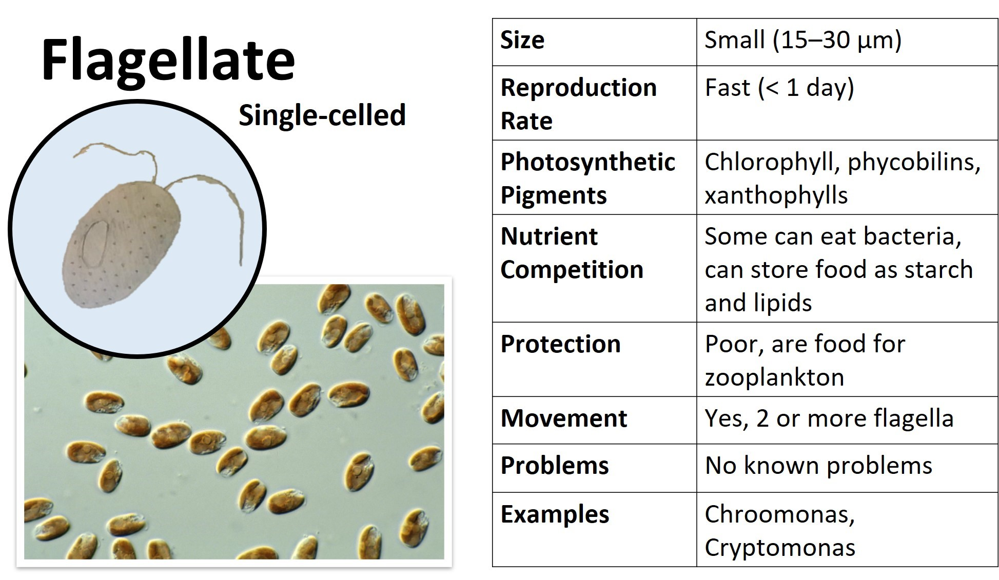 Flagellate
Single-celled
Size Small (15–30 µm)
Reproduction Fast (< 1 day)
Rate
Photosynthetic Chlorophyll, phycobilins,
Pigments xanthophylls
Nutrient Some can eat bacteria,
Competition can store food as starch
and lipids
Protection Poor, are food for
zooplankton
Movement Yes, 2 or more flagella
Problems No known problems
Examples Chroomonas,
Cryptomonas